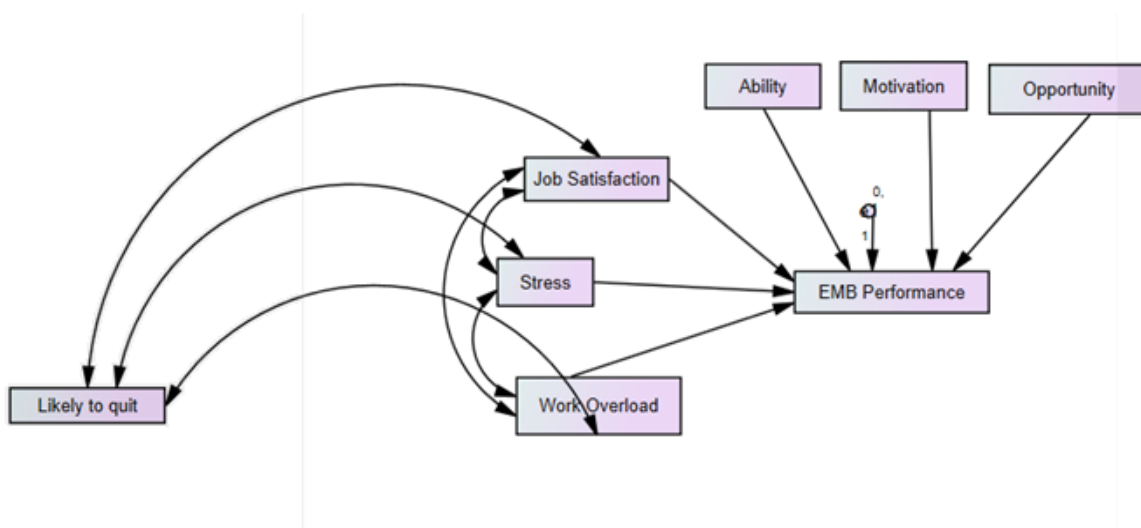 Ability
Motivation
Opportunity
Job Satisfaction
0,
1
Stress
EMB Performance
Likely to quit
Work Overload